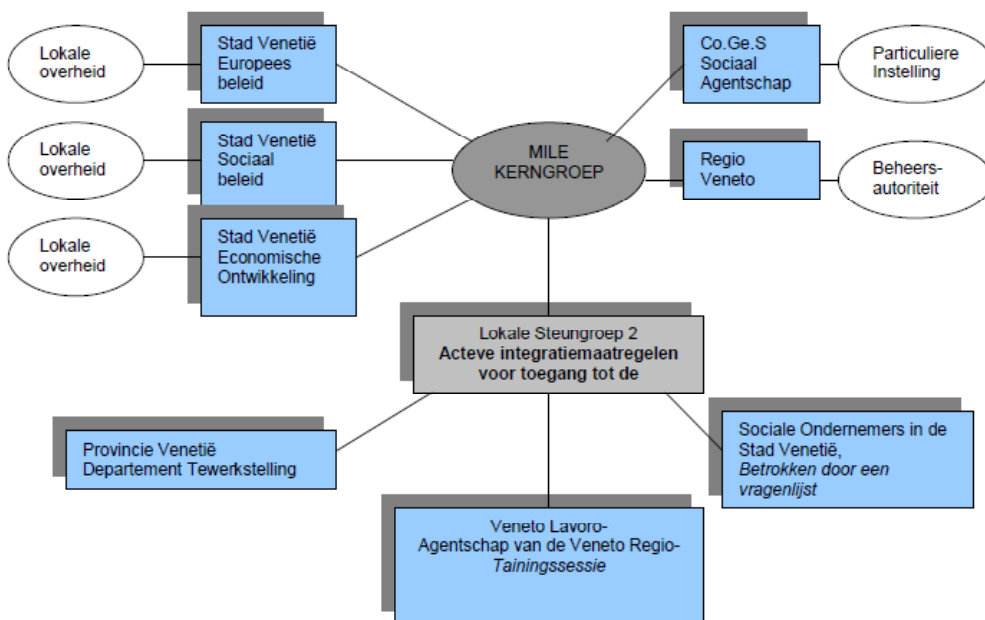 Lokale
overheid
Stad Venetië
Europees
beleid
Co.Ge.S
Sociaal
Agentschap
Particuliere
Instelling
Lokale
overheid
Stad Venetië
Sociaal
beleid
MILE
KERNGROEP
Regio
Veneto
Beheers-
autoriteit
Lokale
overheid
Stad Venetië
Economische
Ontwikkeling
Lokale Steungroep 2
Acteve integratiemaatregelen
voor toegang tot de
Provincie Venetië
Departement Tewerkstelling
Sociale Ondernemers in de
Stad Venetië,
Betrokken door een
vragenlijst
Veneto Lavoro-
Agentschap van de Veneto Regio-
Tainingssessie